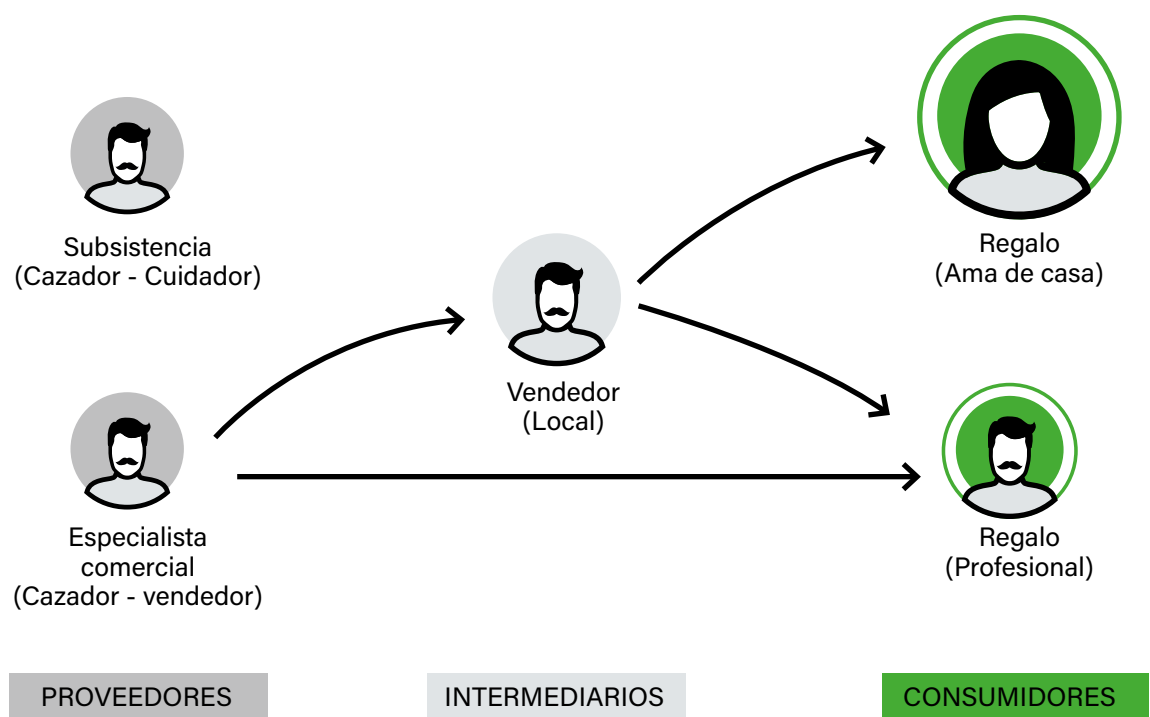 Subsistencia
(Cazador - Cuidador)
Especialista
comercial
(Cazador - vendedor)
Vendedor
(Local)
Regalo
(Ama de casa)
Regalo
(Profesional)
PROVEEDORES
INTERMEDIARIOS
CONSUMIDORES